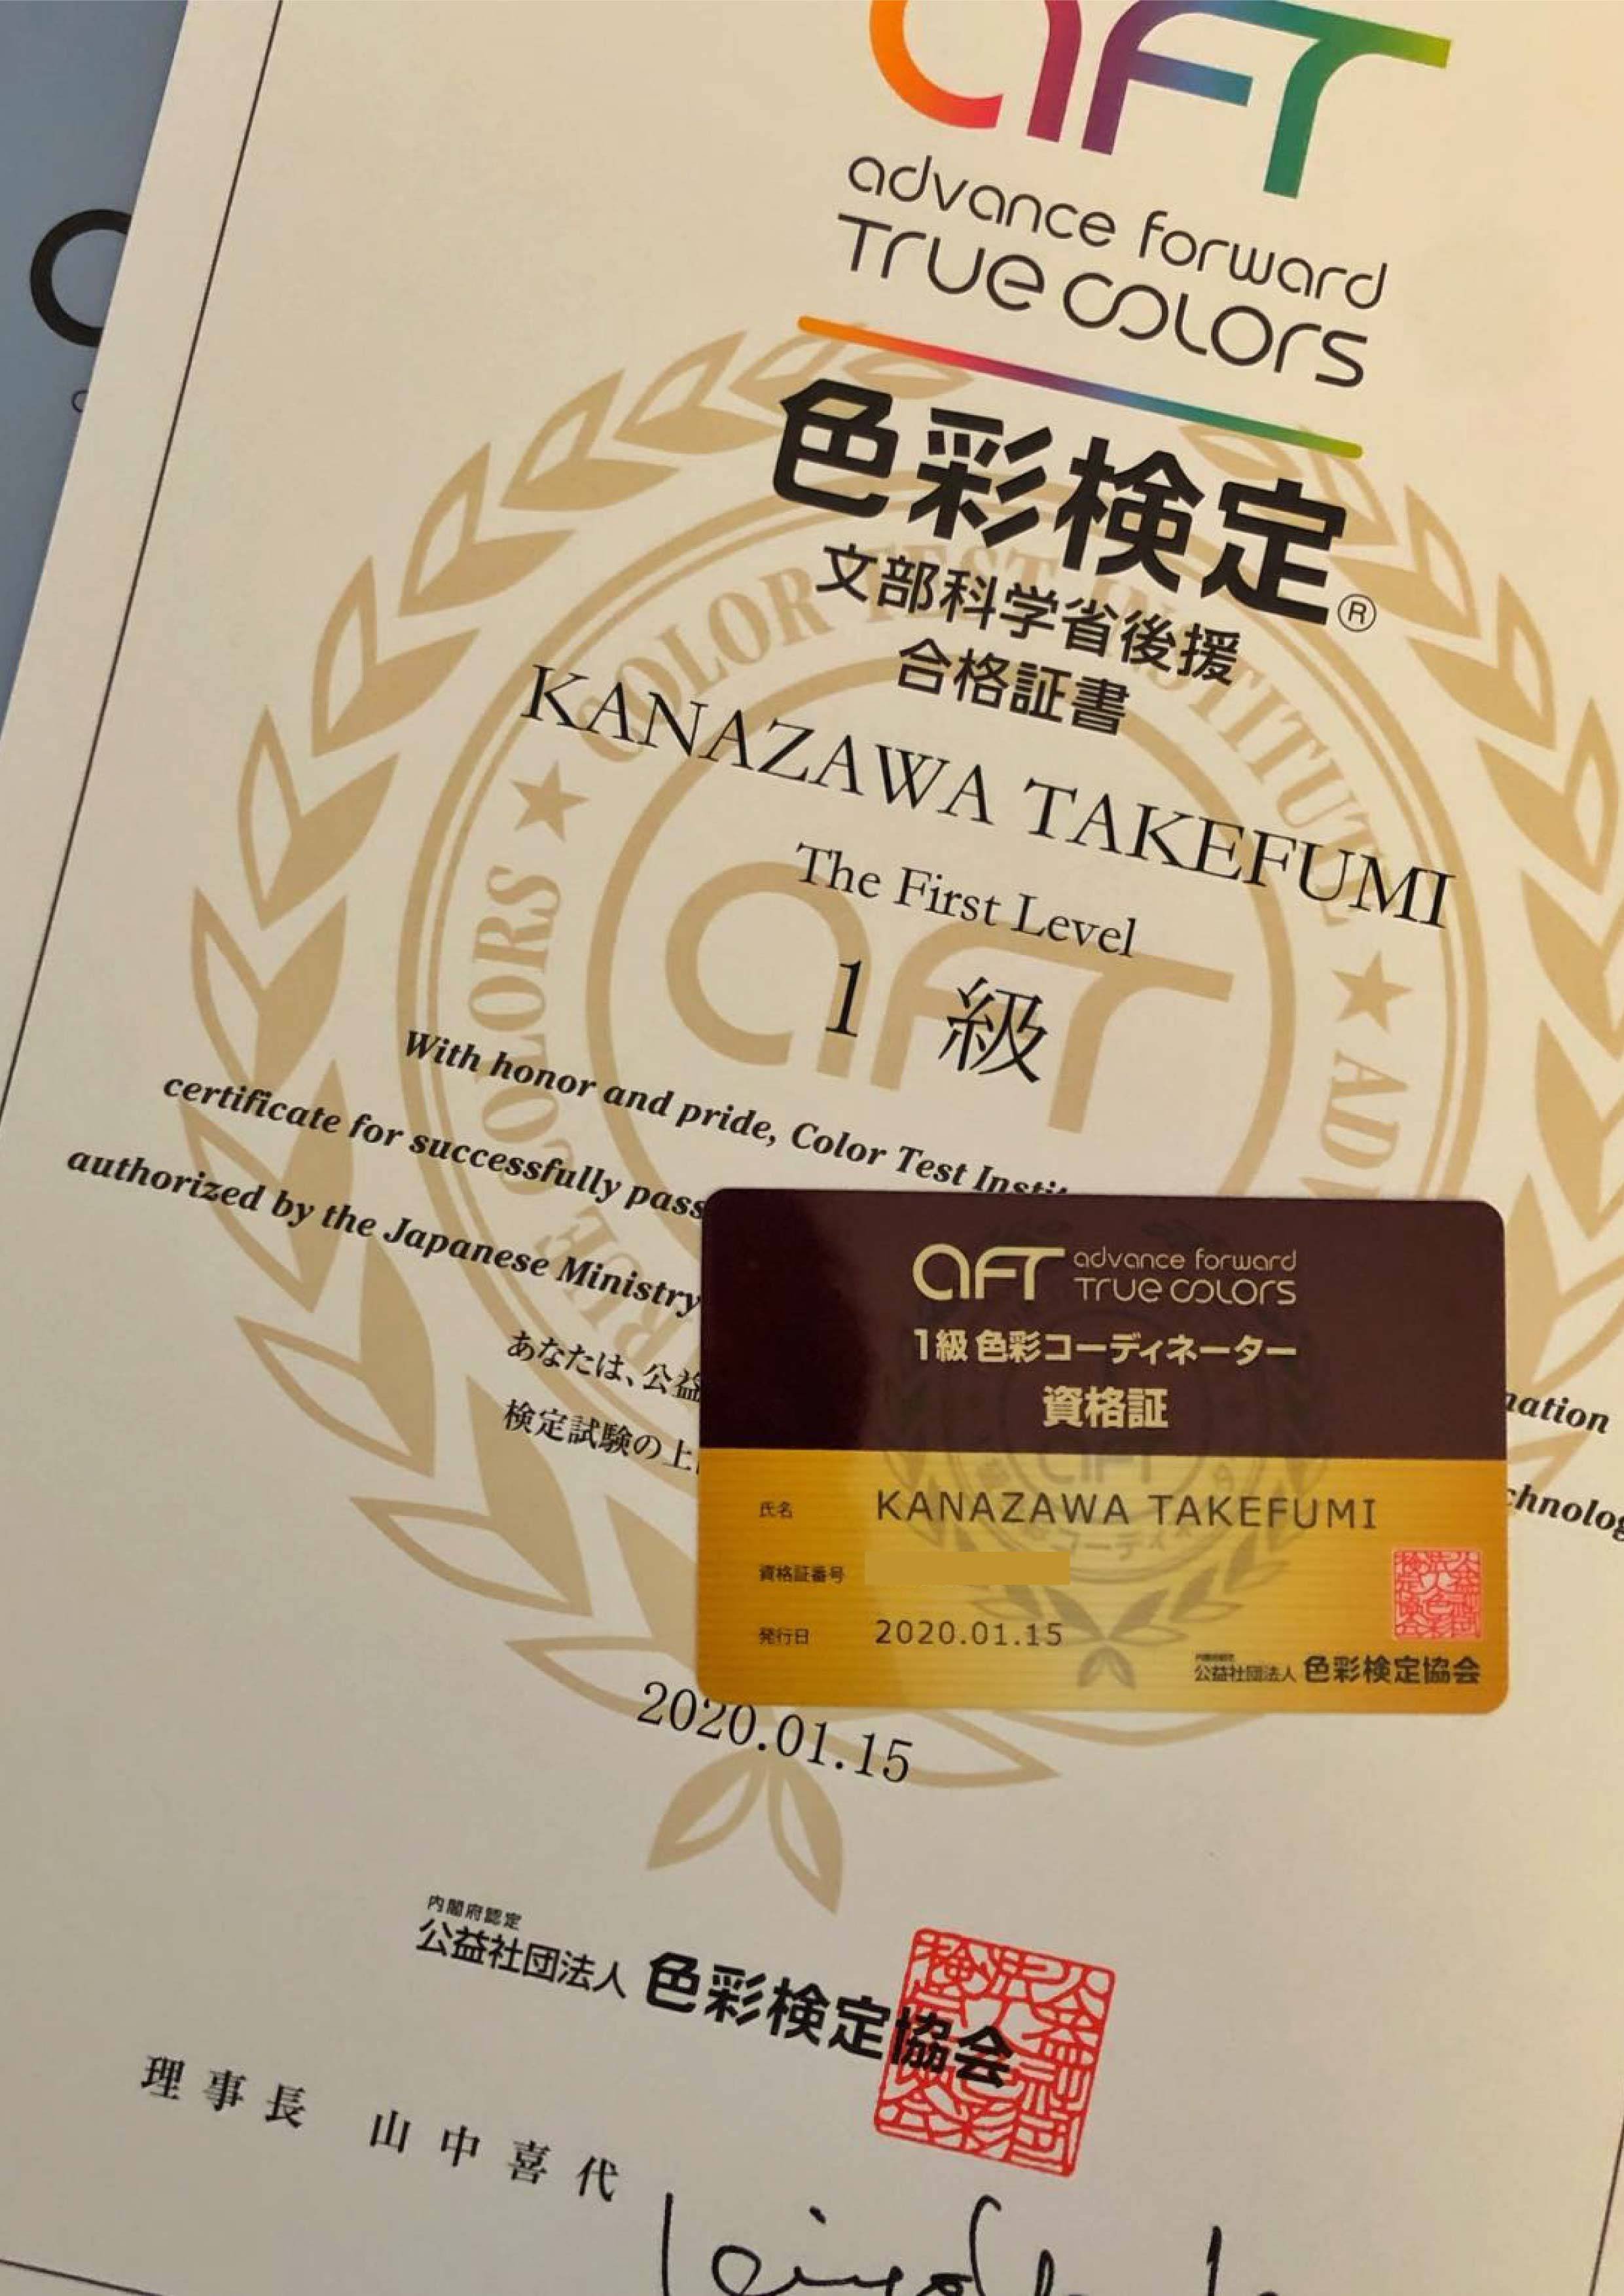 aft
advance forward
True colors
色彩検定®
文部科学省後援
合格証書
KANAZAWA TAKEFUMI
The First Level
1 級
With honor and pride, Color Test
certificate for successfully
authorized by the Japanese Ministry
あなたは、公益
検定試験の上
2020.01.15
内閣府認定
公益社団法人 色彩検定協会
理事長 山中喜代
COLOR TEST INSTITUTE ★ COLORS ★
aft
aft advance forward
True colors
1級 色彩コーディネーター
資格証
氏名 KANAZAWA TAKEFUMI
資格証番号
発行日 2020.01.15
公益社団法人 色彩検定協会